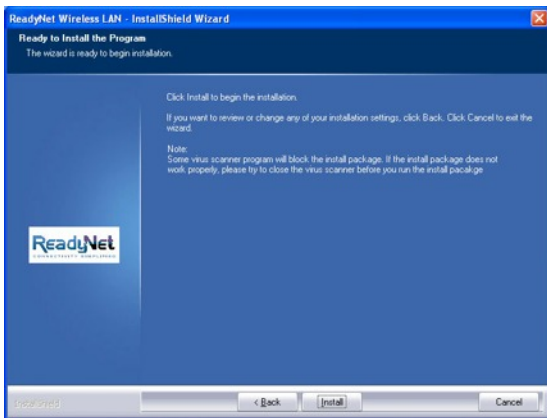 ReadyNet Wireless LAN - InstallShield Wizard
Ready to Install the Program
The wizard is ready to begin installation.
Click Install to begin the installation.
If you want to review or change any of your installation settings, click Back. Click Cancel to exit the
wizard.
Note:
Some virus scanner program will block the install package. If the install package does not
work properly, please try to close the virus scanner before you run the install pacakge
ReadyNet
CONNECTIVITY SIMPLIFIED
InstallShield
< Back
Install
Cancel